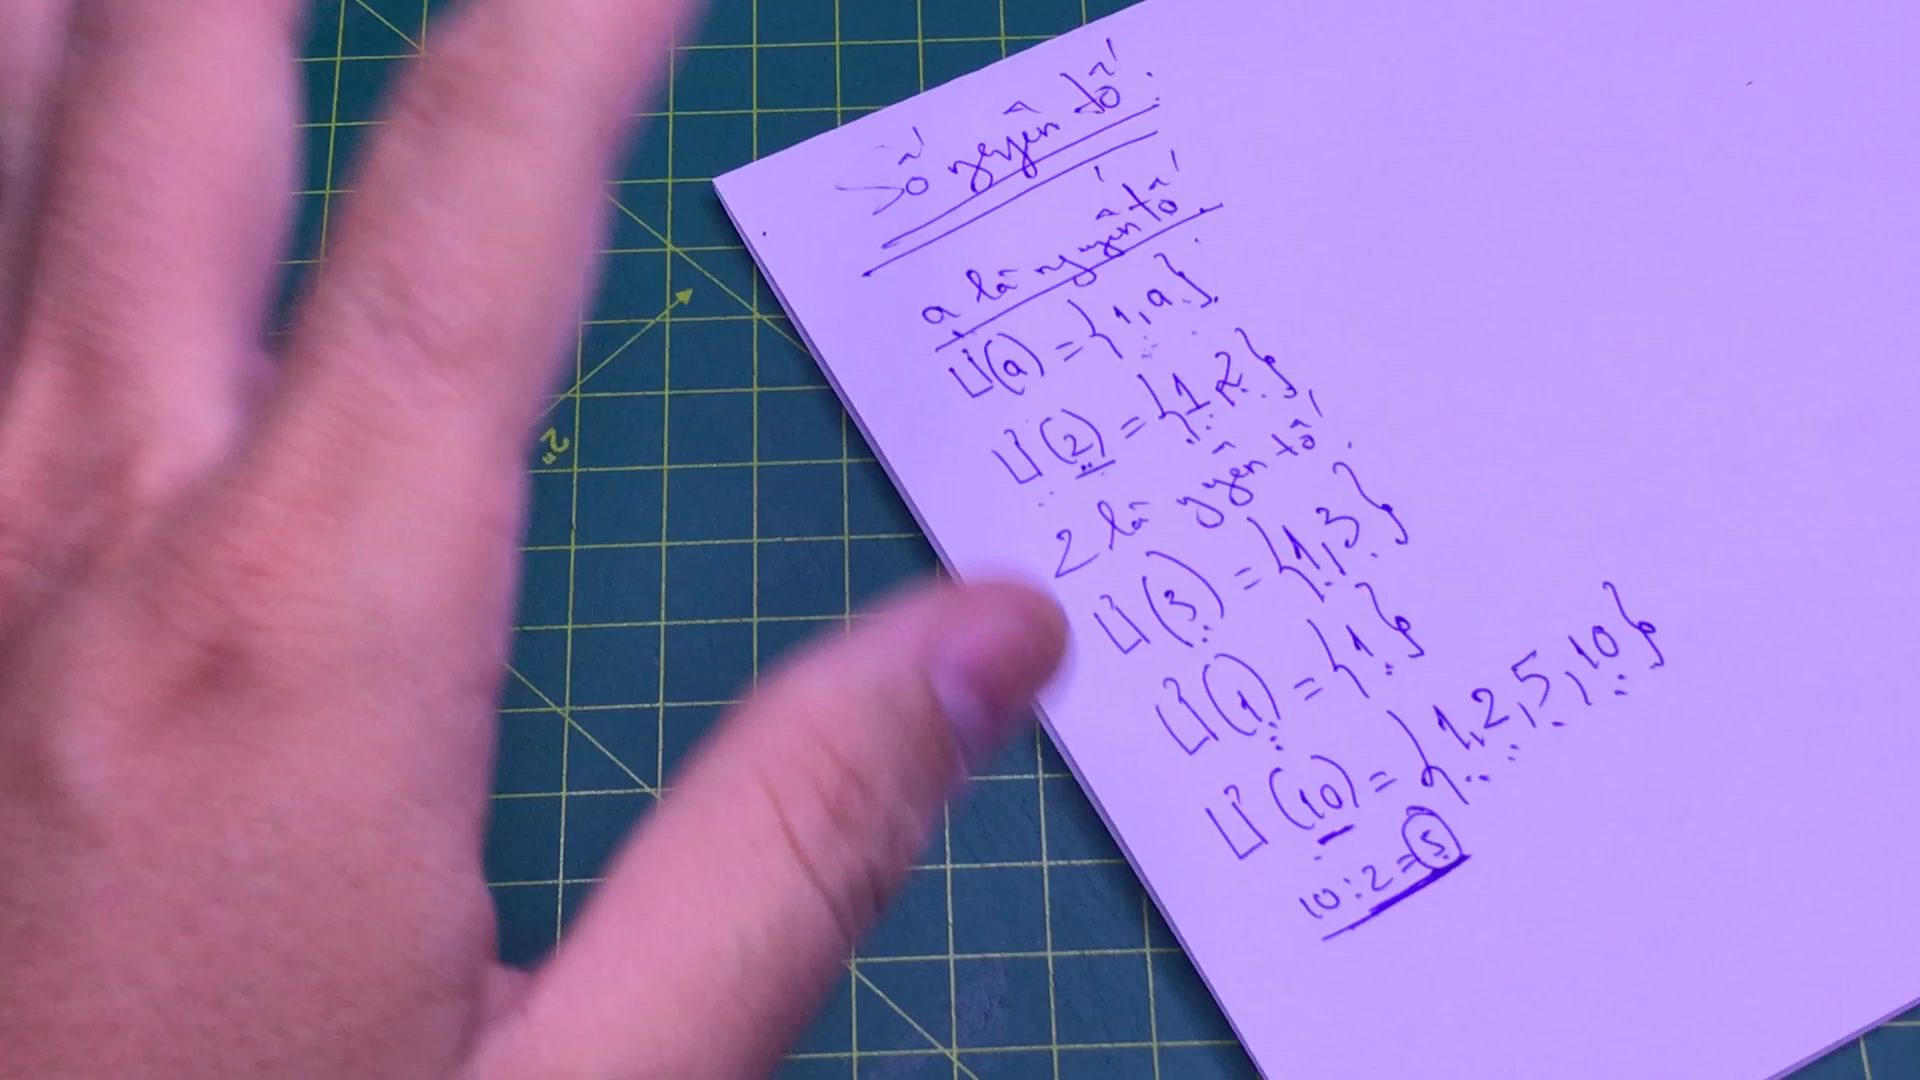 Số nguyên tố.
a là nguyên tố
Ư(a) = {1, a}
Ư(2) = {1, 2}
2 là nguyên tố.
Ư(3) = {1, 3}
Ư(1) = {1}
Ư(10) = {1, 2, 5, 10}
10 : 2 = 5
2"